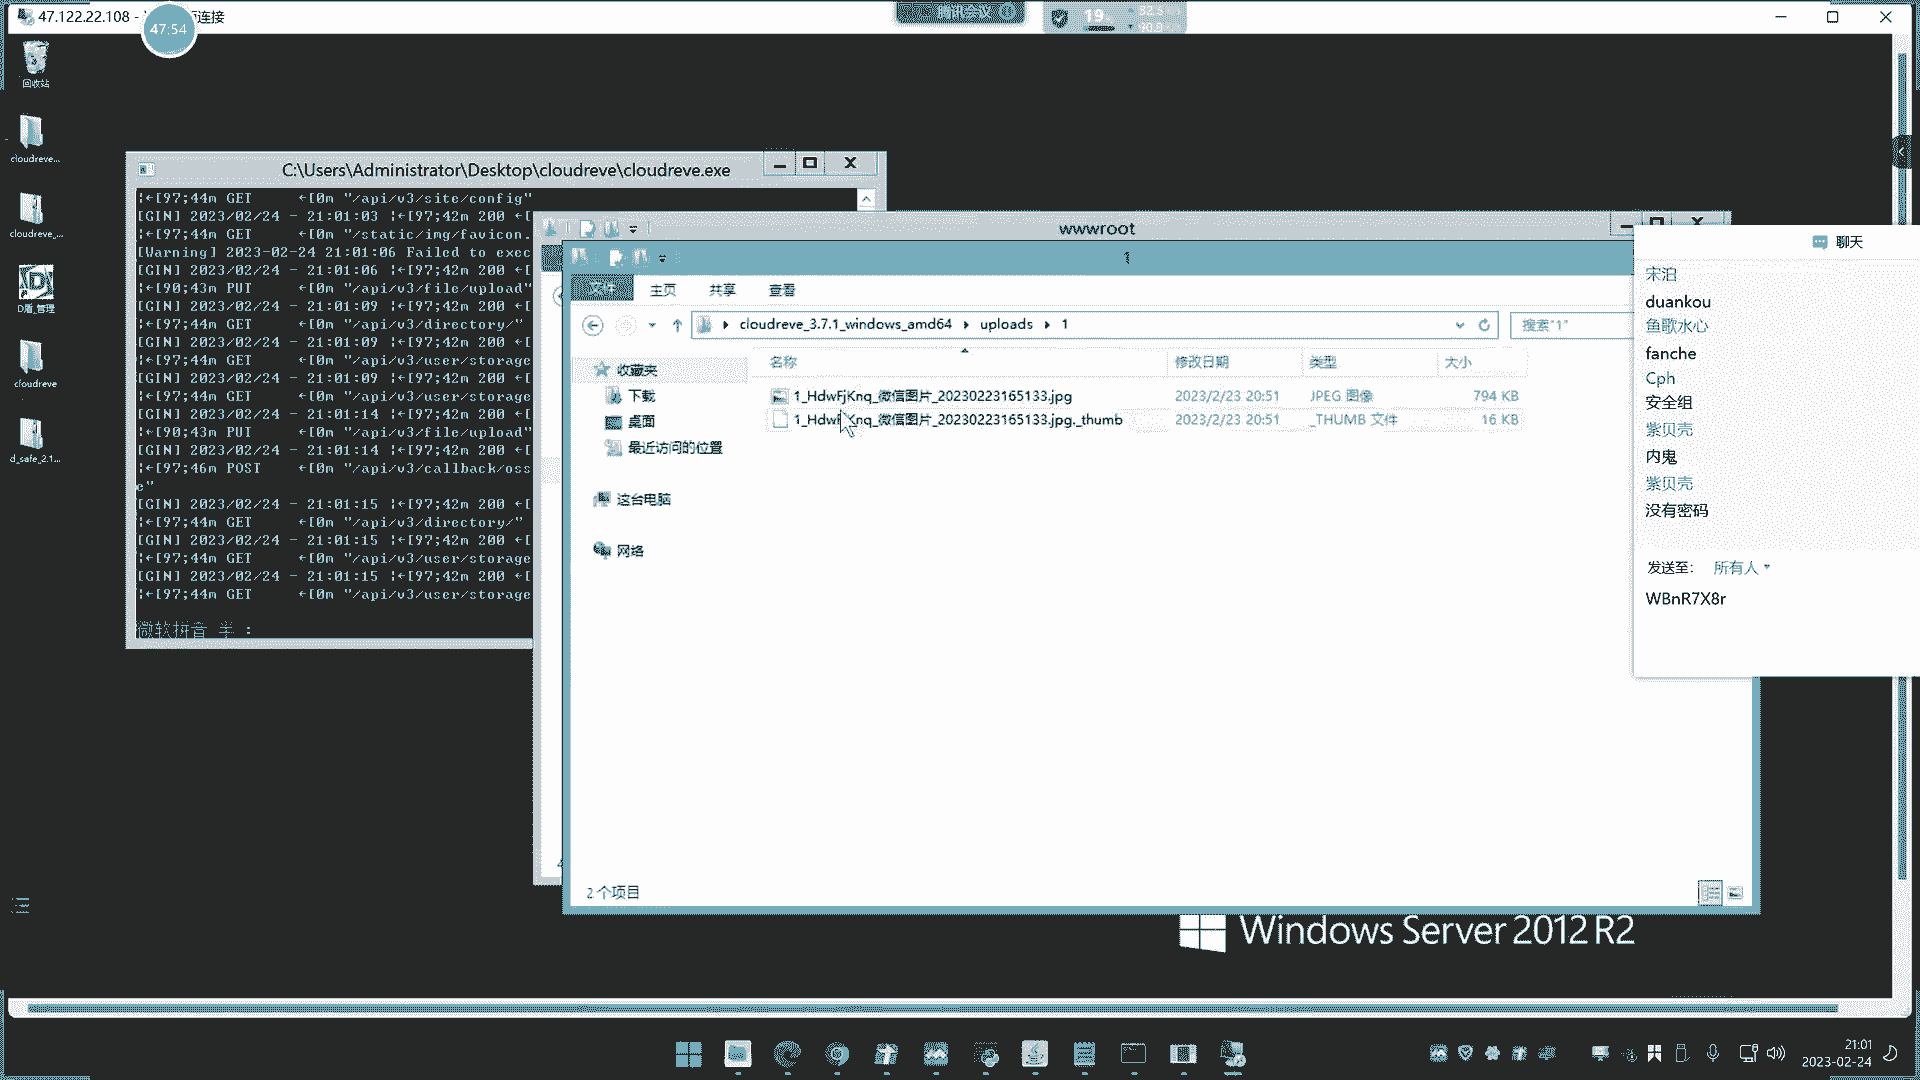 47.122.22.108 -
连接
47:54
腾讯会议
19
回收站
cloudreve...
cloudreve_...
D盾_管理
cloudreve
d_safe_2.1...
C:\Users\Administrator\Desktop\cloudreve\cloudreve.exe
¦←[97;44m GET ←[0m "/api/v3/site/config"
[GIN] 2023/02/24 - 21:01:03 ¦←[97;42m 200 ←[
¦←[97;44m GET ←[0m "/static/img/favicon.
[Warning] 2023-02-24 21:01:06 Failed to exec
[GIN] 2023/02/24 - 21:01:06 ¦←[97;42m 200 ←[
¦←[90;43m PUT ←[0m "/api/v3/file/upload"
[GIN] 2023/02/24 - 21:01:09 ¦←[97;42m 200 ←[
¦←[97;44m GET ←[0m "/api/v3/directory/"
[GIN] 2023/02/24 - 21:01:09 ¦←[97;42m 200 ←[
¦←[97;44m GET ←[0m "/api/v3/user/storage
[GIN] 2023/02/24 - 21:01:09 ¦←[97;42m 200 ←[
¦←[97;44m GET ←[0m "/api/v3/user/storage
[GIN] 2023/02/24 - 21:01:14 ¦←[97;42m 200 ←[
¦←[90;43m PUT ←[0m "/api/v3/file/upload"
[GIN] 2023/02/24 - 21:01:14 ¦←[97;42m 200 ←[
¦←[97;46m POST ←[0m "/api/v3/callback/oss
e"
[GIN] 2023/02/24 - 21:01:15 ¦←[97;42m 200 ←[
¦←[97;44m GET ←[0m "/api/v3/directory/"
[GIN] 2023/02/24 - 21:01:15 ¦←[97;42m 200 ←[
¦←[97;44m GET ←[0m "/api/v3/user/storage
[GIN] 2023/02/24 - 21:01:15 ¦←[97;42m 200 ←[
¦←[97;44m GET ←[0m "/api/v3/user/storage
微软拼音 半 :
wwwroot
1
文件 主页 共享 查看
cloudreve_3.7.1_windows_amd64 uploads 1
搜索"1"
名称 修改日期 类型 大小
1_HdwFjKnq_微信图片_20230223165133.jpg 2023/2/23 20:51 JPEG 图像 794 KB
1_HdwFjKnq_微信图片_20230223165133.jpg._thumb 2023/2/23 20:51 _THUMB 文件 16 KB
收藏夹
下载
桌面
最近访问的位置
这台电脑
网络
2 个项目
聊天
宋泊
duankou
鱼歌水心
fanche
Cph
安全组
紫贝壳
内鬼
紫贝壳
没有密码
发送至: 所有人
WBnR7X8r
Windows Server 2012 R2
21:01
2023-02-24